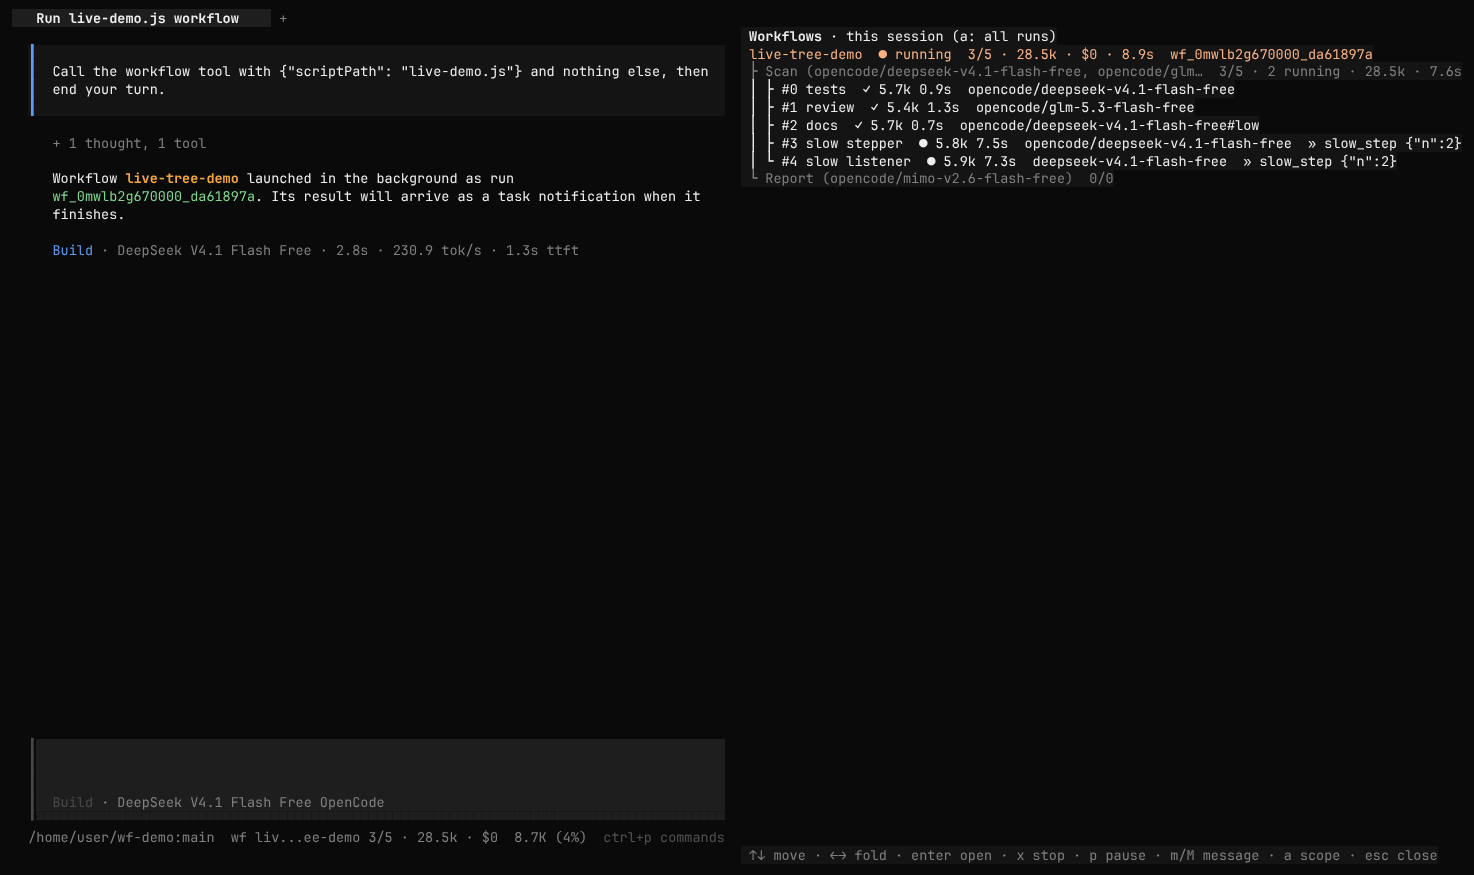 Run live-demo.js workflow +
Call the workflow tool with {"scriptPath": "live-demo.js"} and nothing else, then
end your turn.
+ 1 thought, 1 tool
Workflow live-tree-demo launched in the background as run
wf_0mwlb2g670000_da61897a. Its result will arrive as a task notification when it
finishes.
Build · DeepSeek V4.1 Flash Free · 2.8s · 230.9 tok/s · 1.3s ttft
Build · DeepSeek V4.1 Flash Free OpenCode
/home/user/wf-demo:main wf liv...ee-demo 3/5 · 28.5k · $0 8.7K (4%) ctrl+p commands
Workflows · this session (a: all runs)
live-tree-demo ● running 3/5 · 28.5k · $0 · 8.9s wf_0mwlb2g670000_da61897a
├ Scan (opencode/deepseek-v4.1-flash-free, opencode/glm… 3/5 · 2 running · 28.5k · 7.6s
│ ├ #0 tests ✓ 5.7k 0.9s opencode/deepseek-v4.1-flash-free
│ ├ #1 review ✓ 5.4k 1.3s opencode/glm-5.3-flash-free
│ ├ #2 docs ✓ 5.7k 0.7s opencode/deepseek-v4.1-flash-free#low
│ ├ #3 slow stepper ● 5.8k 7.5s opencode/deepseek-v4.1-flash-free » slow_step {"n":2}
│ └ #4 slow listener ● 5.9k 7.3s deepseek-v4.1-flash-free » slow_step {"n":2}
└ Report (opencode/mimo-v2.6-flash-free) 0/0
↑↓ move · ←→ fold · enter open · x stop · p pause · m/M message · a scope · esc close